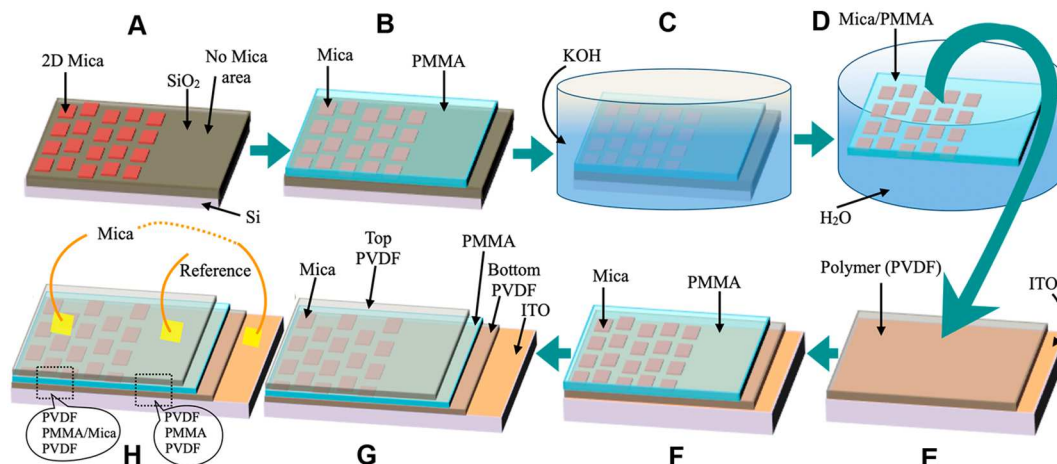 A
B
C
D
2D Mica
SiO₂
No Mica
area
Si
Mica
PMMA
KOH
Mica/PMMA
H₂O
Mica
Reference
PVDF
PMMA/Mica
PVDF
PVDF
PMMA
PVDF
H
Mica
Top
PVDF
PMMA
Bottom
PVDF
ITO
G
Mica
PMMA
F
Polymer (PVDF)
ITO
E